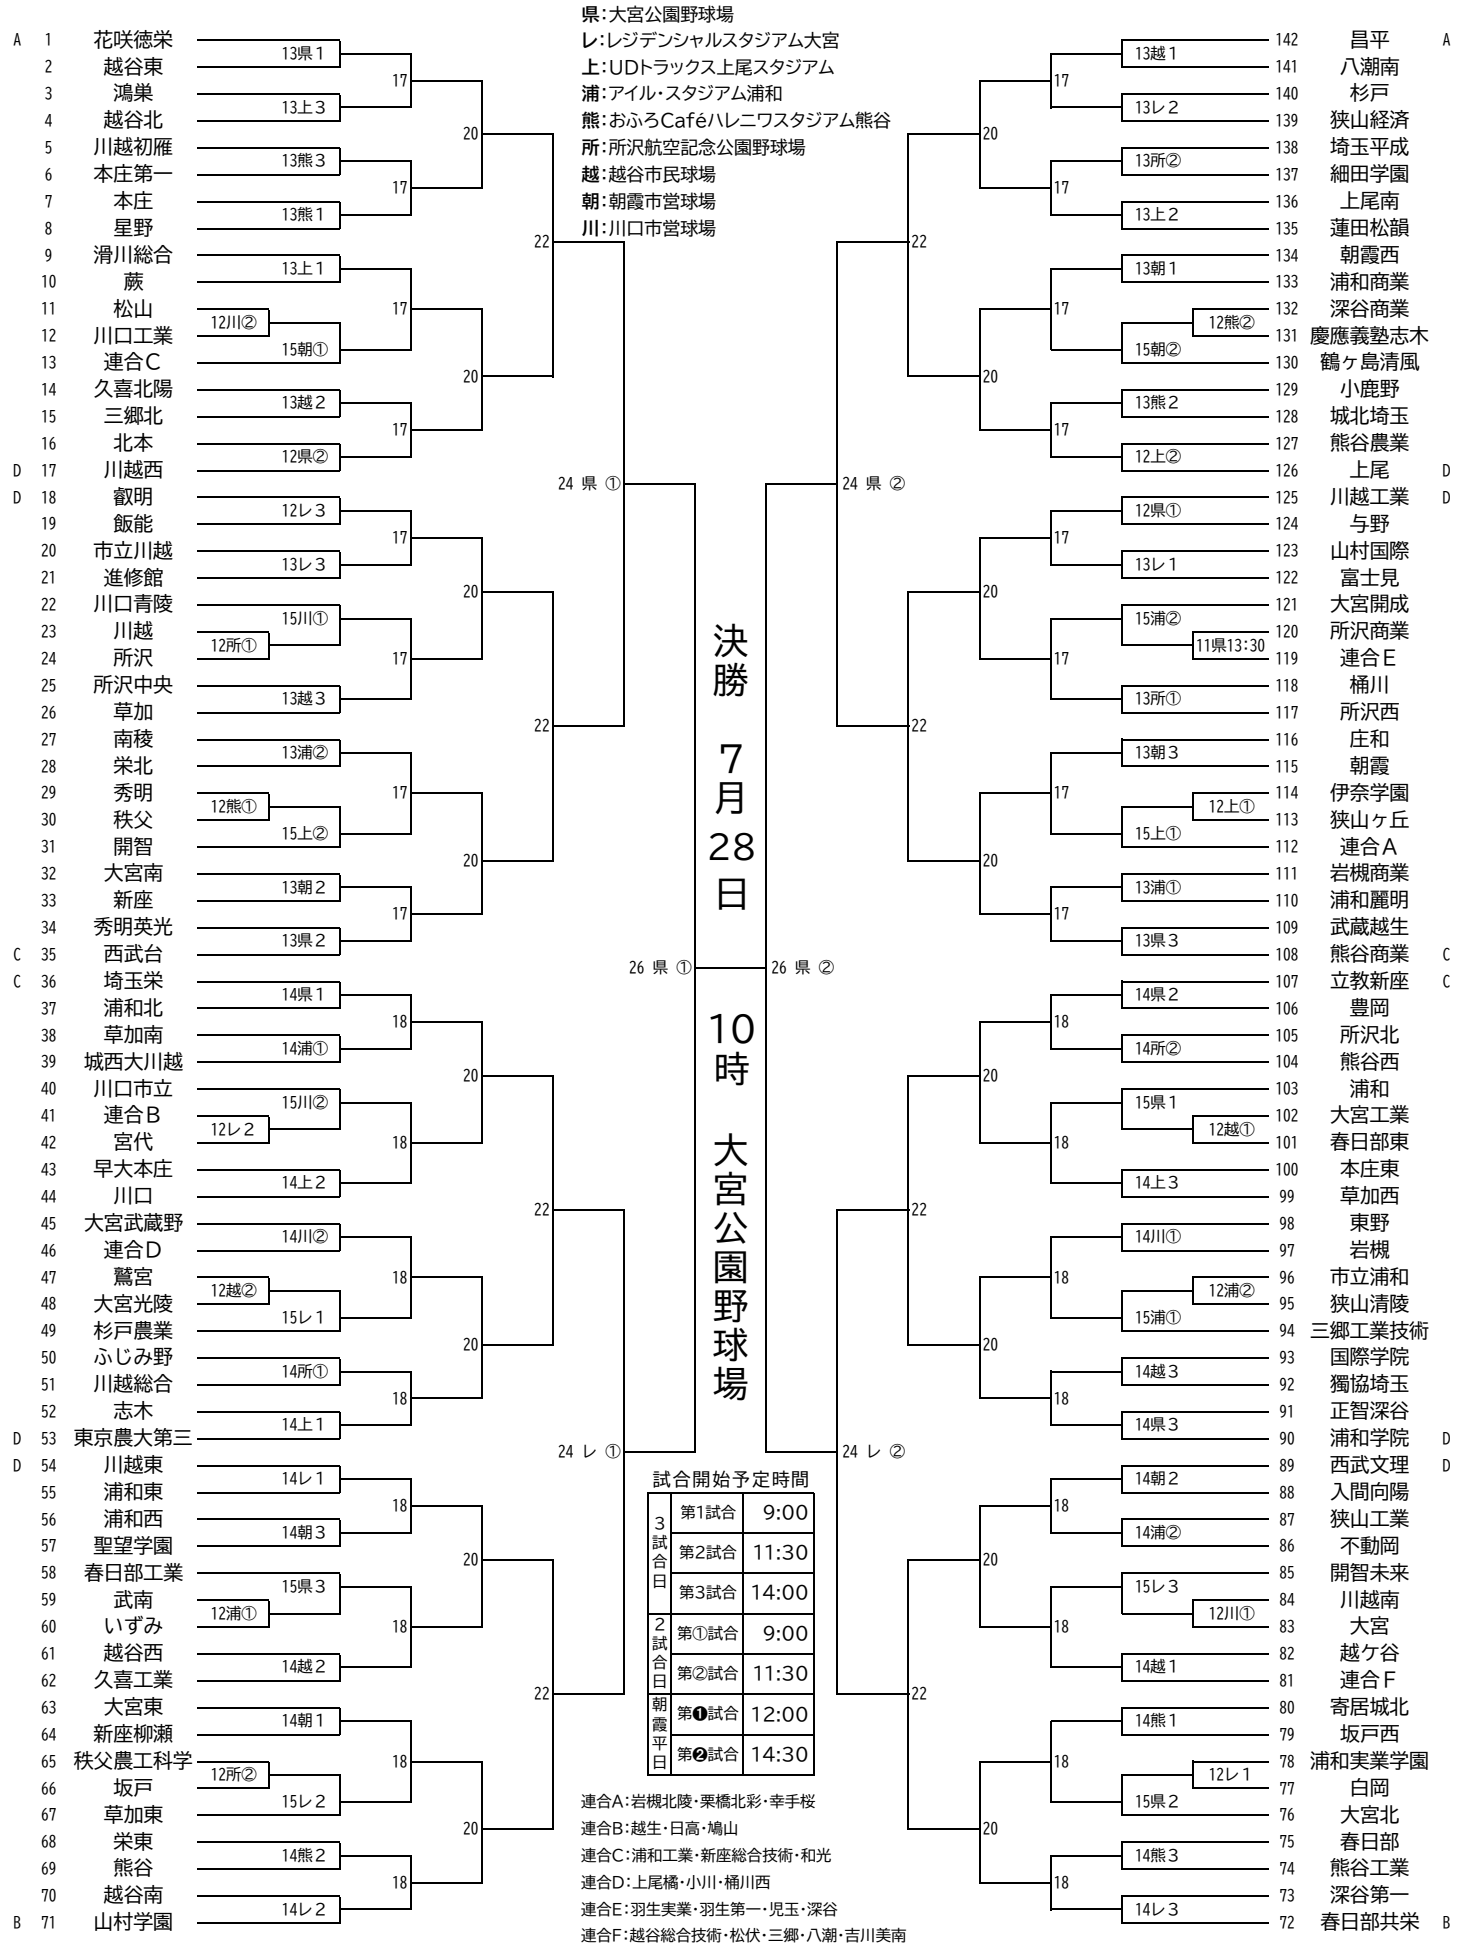 県:大宮公園野球場
レ:レジデンシャルスタジアム大宮
上:UDトラックス上尾スタジアム
浦:アイル・スタジアム浦和
熊:おふろCaféハレニワスタジアム熊谷
所:所沢航空記念公園野球場
越:越谷市民球場
朝:朝霞市営球場
川:川口市営球場
A 1 花咲徳栄
2 越谷東
3 鴻巣
4 越谷北
5 川越初雁
6 本庄第一
7 本庄
8 星野
9 滑川総合
10 蕨
11 松山
12 川口工業
13 連合C
14 久喜北陽
15 三郷北
16 北本
D 17 川越西
D 18 叡明
19 飯能
20 市立川越
21 進修館
22 川口青陵
23 川越
24 所沢
25 所沢中央
26 草加
27 南稜
28 栄北
29 秀明
30 秩父
31 開智
32 大宮南
33 新座
34 秀明英光
C 35 西武台
C 36 埼玉栄
37 浦和北
38 草加南
39 城西大川越
40 川口市立
41 連合B
42 宮代
43 早大本庄
44 川口
45 大宮武蔵野
46 連合D
47 鷲宮
48 大宮光陵
49 杉戸農業
50 ふじみ野
51 川越総合
52 志木
D 53 東京農大第三
D 54 川越東
55 浦和東
56 浦和西
57 聖望学園
58 春日部工業
59 武南
60 いずみ
61 越谷西
62 久喜工業
63 大宮東
64 新座柳瀬
65 秩父農工科学
66 坂戸
67 草加東
68 栄東
69 熊谷
70 越谷南
B 71 山村学園
13県1
13上3
13熊3
13熊1
13上1
12川②
15朝①
13越2
12県②
12レ3
13レ3
15川①
12所①
13越3
13浦②
12熊①
15上②
13朝2
13県2
14県1
14浦①
15川②
12レ2
14上2
14川②
12越②
15レ1
14所①
14上1
14レ1
14朝3
15県3
12浦①
14越2
14朝1
12所②
15レ2
14熊2
14レ2
17
17
17
17
17
17
17
17
18
18
18
18
18
18
18
18
20
20
20
20
20
20
20
20
22
22
22
22
24 県 ①
24 レ ①
26 県 ①
決勝 7月28日 10時 大宮公園野球場
26 県 ②
24 県 ②
24 レ ②
22
22
22
22
20
20
20
20
20
20
20
20
17
17
17
17
17
17
17
17
18
18
18
18
18
18
18
18
13越1
13レ2
13所②
13上2
13朝1
12熊②
15朝②
13熊2
12上②
12県①
13レ1
15浦②
11県13:30
13所①
13朝3
12上①
15上①
13浦①
13県3
14県2
14所②
15県1
12越①
14上3
14川①
12浦②
15浦①
14越3
14県3
14朝2
14浦②
15レ3
12川①
14越1
14熊1
12レ1
15県2
14熊3
14レ3
142 昌平 A
141 八潮南
140 杉戸
139 狭山経済
138 埼玉平成
137 細田学園
136 上尾南
135 蓮田松韻
134 朝霞西
133 浦和商業
132 深谷商業
131 慶應義塾志木
130 鶴ヶ島清風
129 小鹿野
128 城北埼玉
127 熊谷農業
126 上尾 D
125 川越工業 D
124 与野
123 山村国際
122 富士見
121 大宮開成
120 所沢商業
119 連合E
118 桶川
117 所沢西
116 庄和
115 朝霞
114 伊奈学園
113 狭山ヶ丘
112 連合A
111 岩槻商業
110 浦和麗明
109 武蔵越生
108 熊谷商業 C
107 立教新座 C
106 豊岡
105 所沢北
104 熊谷西
103 浦和
102 大宮工業
101 春日部東
100 本庄東
99 草加西
98 東野
97 岩槻
96 市立浦和
95 狭山清陵
94 三郷工業技術
93 国際学院
92 獨協埼玉
91 正智深谷
90 浦和学院 D
89 西武文理 D
88 入間向陽
87 狭山工業
86 不動岡
85 開智未来
84 川越南
83 大宮
82 越ケ谷
81 連合F
80 寄居城北
79 坂戸西
78 浦和実業学園
77 白岡
76 大宮北
75 春日部
74 熊谷工業
73 深谷第一
72 春日部共栄 B
試合開始予定時間
3試合日
第1試合 9:00
第2試合 11:30
第3試合 14:00
2試合日
第①試合 9:00
第②試合 11:30
朝霞平日
第❶試合 12:00
第❷試合 14:30
連合A:岩槻北陵・栗橋北彩・幸手桜
連合B:越生・日高・鳩山
連合C:浦和工業・新座総合技術・和光
連合D:上尾橘・小川・桶川西
連合E:羽生実業・羽生第一・児玉・深谷
連合F:越谷総合技術・松伏・三郷・八潮・吉川美南